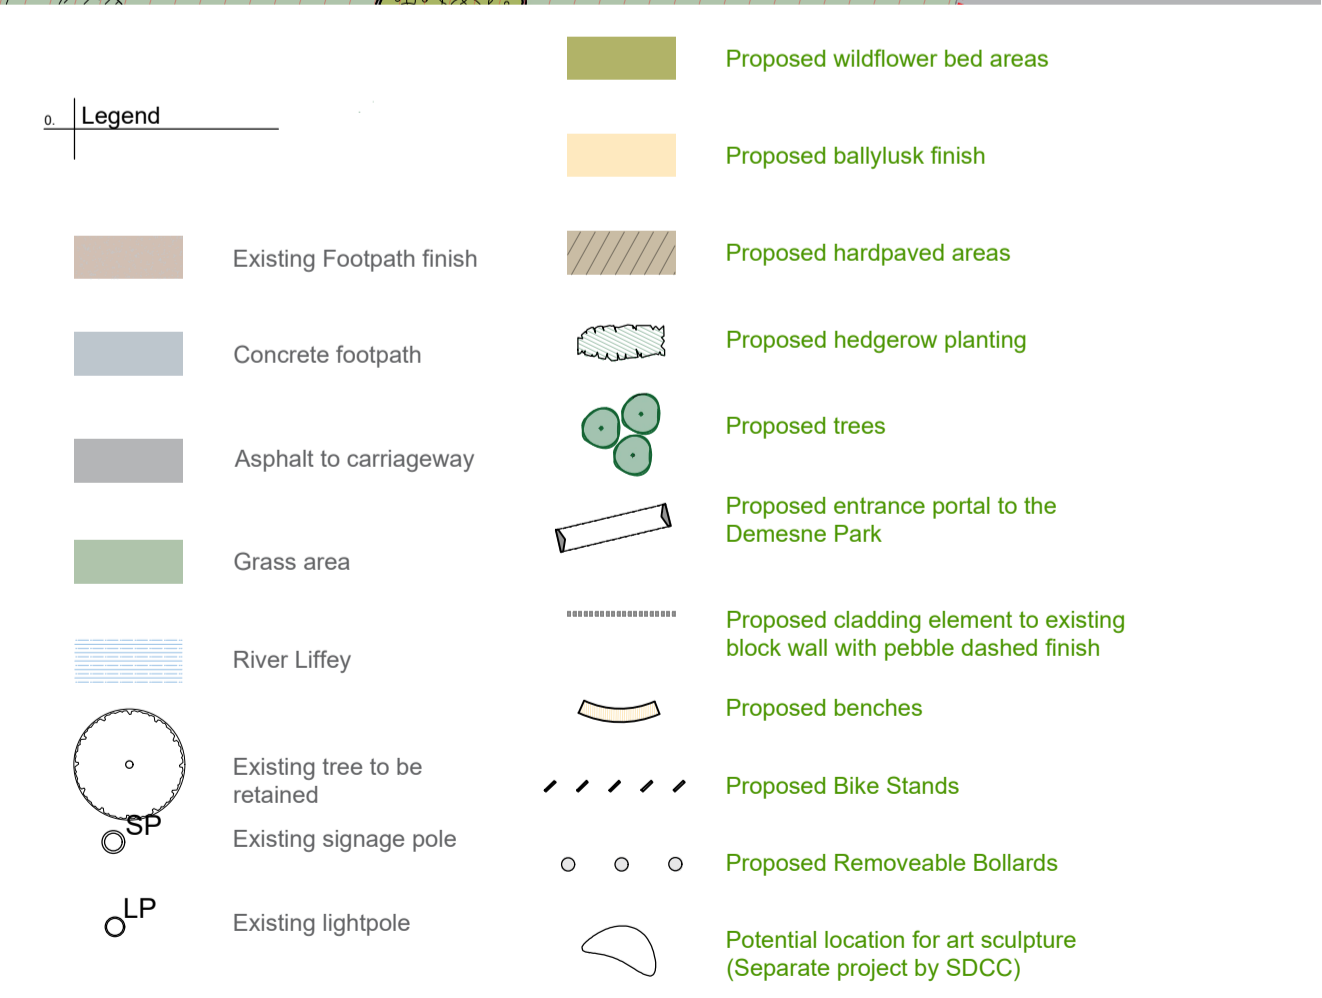 0.
Legend
Existing Footpath finish
Concrete footpath
Asphalt to carriageway
Grass area
River Liffey
Existing tree to be
retained
SP
Existing signage pole
LP
Existing lightpole
Proposed wildflower bed areas
Proposed ballylusk finish
Proposed hardpaved areas
Proposed hedgerow planting
Proposed trees
Proposed entrance portal to the
Demesne Park
Proposed cladding element to existing
block wall with pebble dashed finish
Proposed benches
Proposed Bike Stands
Proposed Removeable Bollards
Potential location for art sculpture
(Separate project by SDCC)